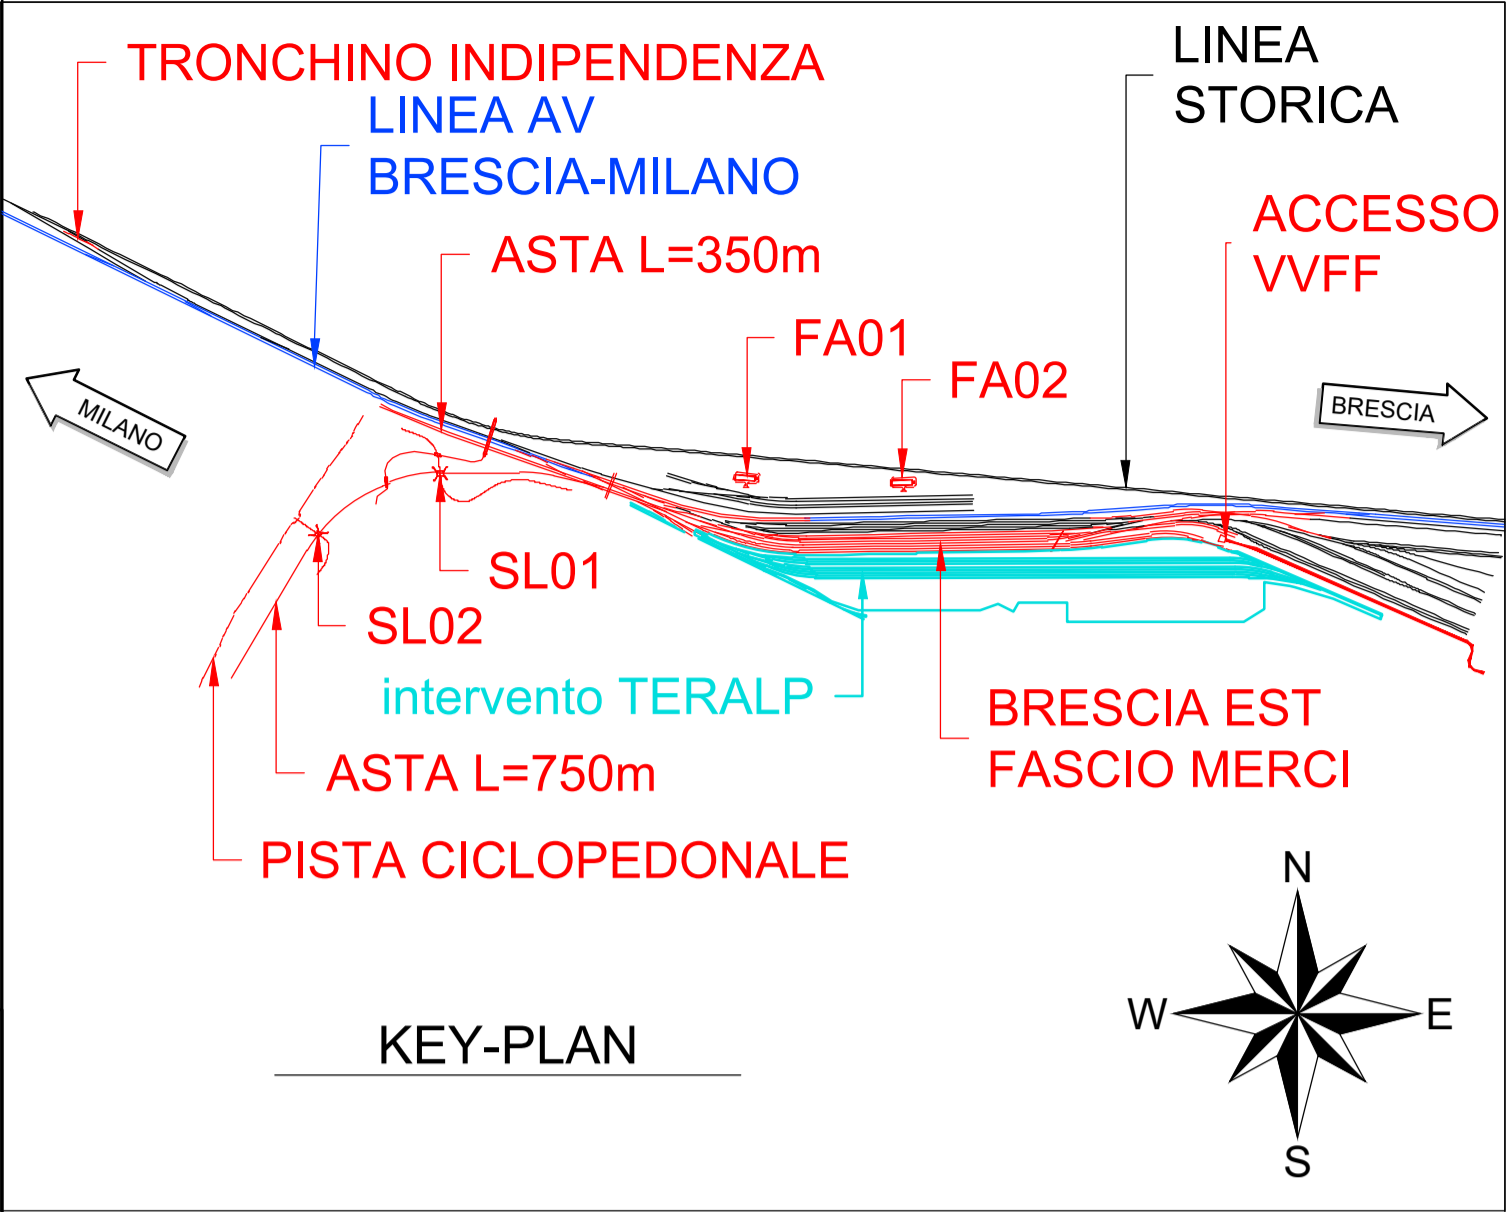 TRONCHINO INDIPENDENZA
LINEA AV
BRESCIA-MILANO
LINEA
STORICA
ACCESSO
VVFF
ASTA L=350m
FA01
FA02
MILANO
BRESCIA
SL01
SL02
intervento TERALP
BRESCIA EST
FASCIO MERCI
ASTA L=750m
PISTA CICLOPEDONALE
KEY-PLAN
N
W
E
S